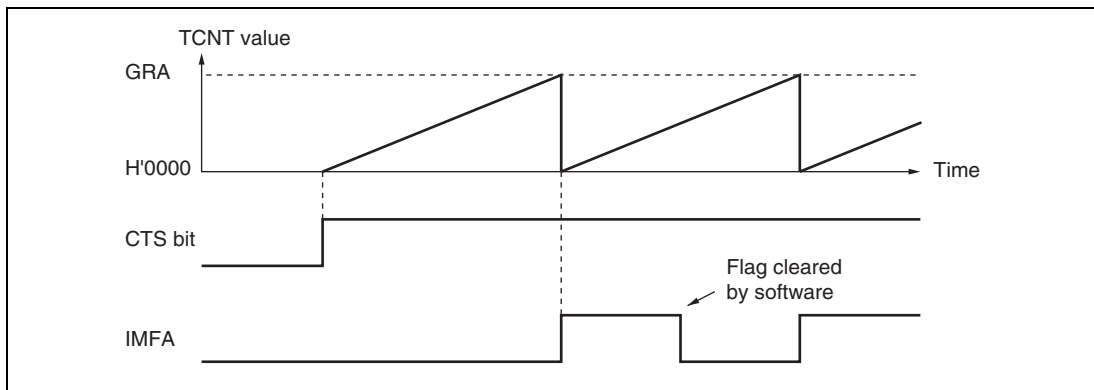 TCNT value
GRA
H'0000
Time
CTS bit
Flag cleared
by software
IMFA